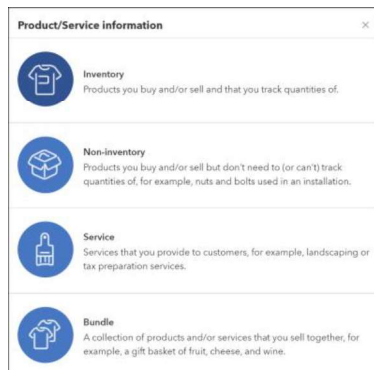 Product/Service information
Inventory
Products you buy and/or sell and that you track quantities of.
Non-inventory
Products you buy and/or sell but don't need to (or can't) track
quantities of, for example, nuts and bolts used in an installation.
Service
Services that you provide to customers, for example, landscaping or
tax preparation services.
Bundle
A collection of products and/or services that you sell together, for
example, a gift basket of fruit, cheese, and wine.